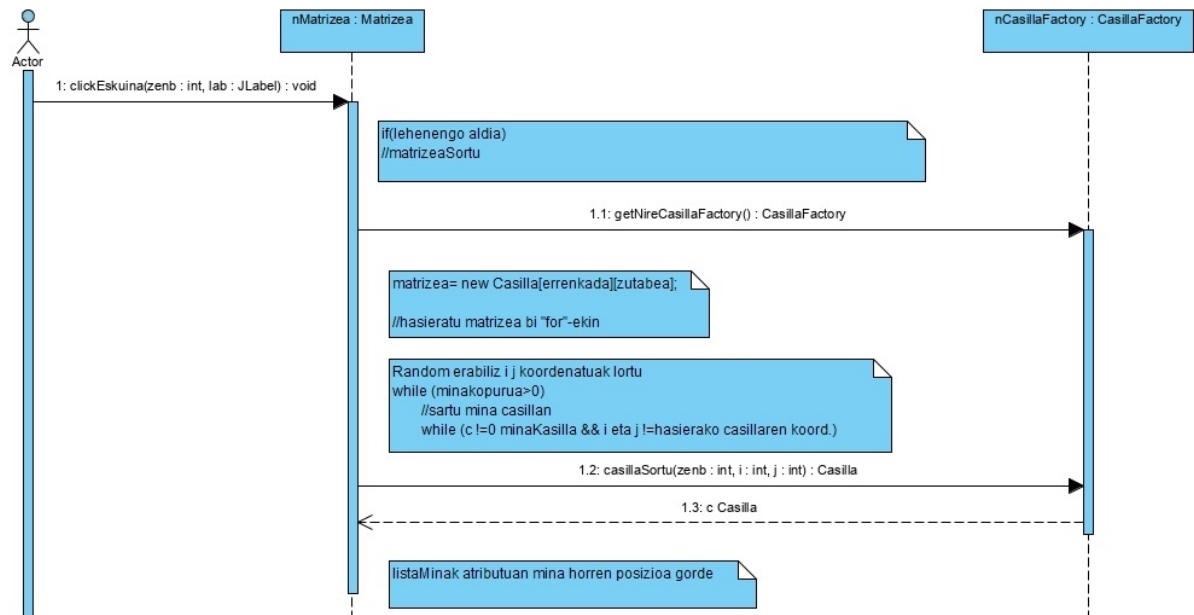 nMatrizea : Matrizea
nCasillaFactory : CasillaFactory
Actor
1: clickEskuina(zenb : int, lab : JLabel) : void
if(lehenengo aldia)
//matrizeaSortu
1.1: getNireCasillaFactory() : CasillaFactory
matrizea= new Casilla[errenkada][zutabea];
//hasieratu matrizea bi "for"-ekin
Random erabiliz i j koordenatuak lortu
while (minakopurua>0)
//sartu mina casillan
while (c !=0 minaKasilla && i eta j !=hasierako casillaren koord.)
1.2: casillaSortu(zenb : int, i : int, j : int) : Casilla
1.3: c Casilla
listaMinak atributuan mina horren posizioa gorde